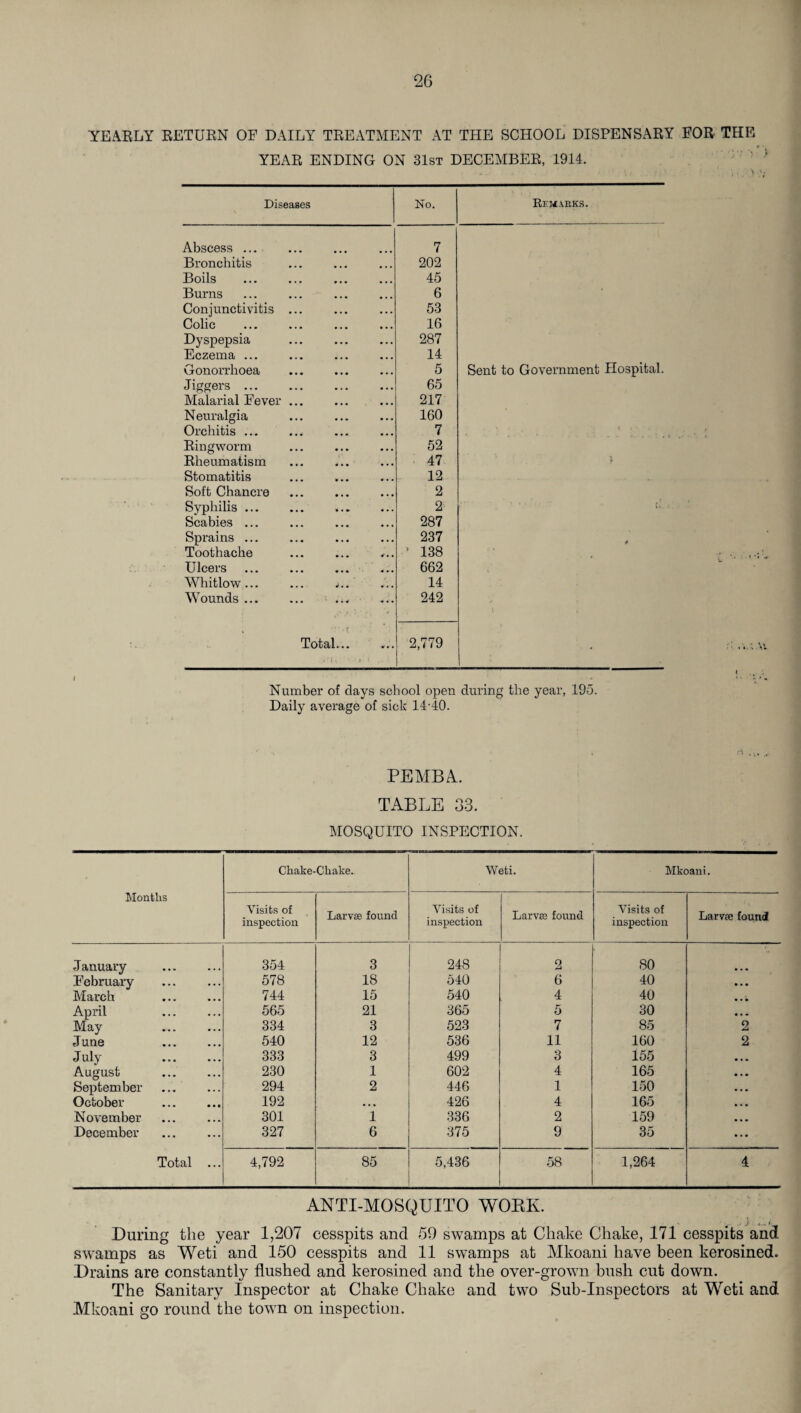 26
YEARLY RETURN OF DAILY TREATMENT AT THE SCHOOL DISPENSARY FOR THE
YEAR ENDING ON 31ST DECEMBER, 1914.
Diseases No. REMARKS.
Abscess ... ... ... ... 7
Bronchitis ... ... ... 202
Boils ... ... ... ... 45
Burns ... ... ... ... 6
Conjunctivitis ... ... ... 53
Colic ... ... ... ... 16
Dyspepsia ... ... ... 287
Eczema ... ... ... ... 14
Gonorrhoea ... ... ... 5 Sent to Government Hospital.
Jiggers ... ... ... ... 65
Malarial Fever ... ... ... 217
Neuralgia ... ... ... 160
Orchitis ... ... ... ... 7
Ringworm ... ... ... 52
Rheumatism ... ... ... 47
Stomatitis ... ... ... 12
Soft Chancre ... ... ... 2
Syphilis ... ... ... ... 2
Scabies ... ... ... ... 287
Sprains ... ... ... ... 237
Toothache ... ... ... 138
Ulcers ... ... ... ... 662
Whitlow ... ... ... ... 14
Wounds ... ... ... ... 242
Total... ... 2,779
Number of days school open during the year, 195.
Daily average of sick 14·40.
PEMBA.
TABLE 33.
MOSQUITO INSPECTION.
Months Chake-Chake. Weti. Mkoani.
Visits of inspection Larvæ found Visits of inspection Larvæ found Visits of inspection Larvæ found
January ... ... 354 3 248 2 80 ...
February ... ... 578 18 540 6 40 ...
March ... ... 744 15 540 4 40 ...
April ... ... 565 21 365 5 30 ...
May ... ... 334 3 523 7 85 2
June ... ... 540 12 536 11 160 2
July ... ... 333 3 499 3 155 ...
August ... ... 230 1 602 4 165 ...
September ... ... 294 2 446 1 150 ...
October ... ... 192 ... 426 4 165 ...
November ... ... 301 1 336 2 159 ...
December ... ... 327 6 375 9 35 ...
Total ... 4,792 85 5,436 58 1,264 4
ANTI-MOSQUITO WORK.
During the year 1,207 cesspits and 59 swamps at Chake Chake, 171 cesspits and
swamps as Weti and 150 cesspits and 11 swamps at Mkoani have been kerosined.
Drains are constantly flushed and kerosined and the over-grown bush cut down.
The Sanitary Inspector at Chake Chake and two Sub-Inspectors at Weti and
Mkoani go round the town on inspection.